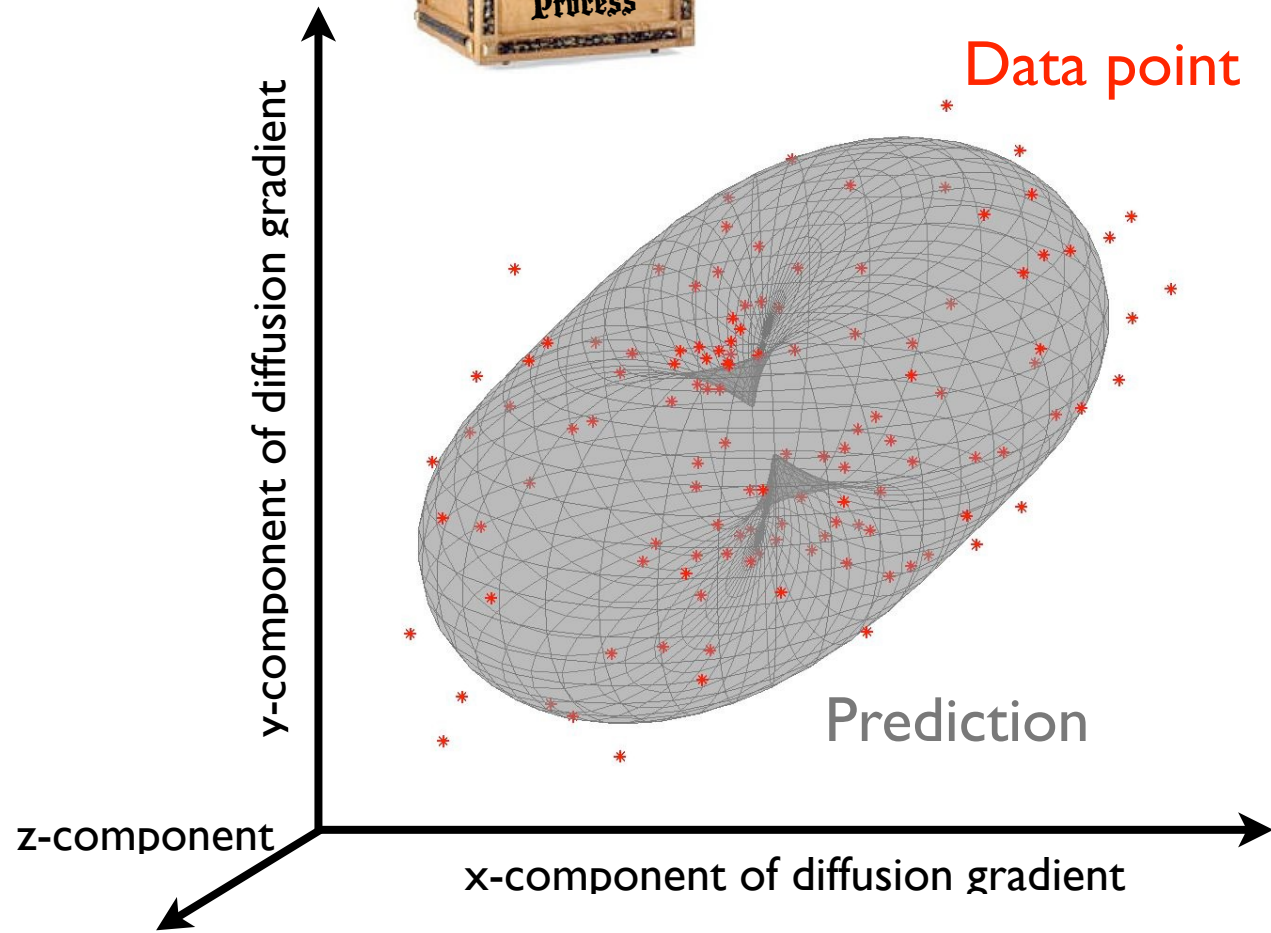 Process
Data point
y-component of diffusion gradient
Prediction
z-component
x-component of diffusion gradient